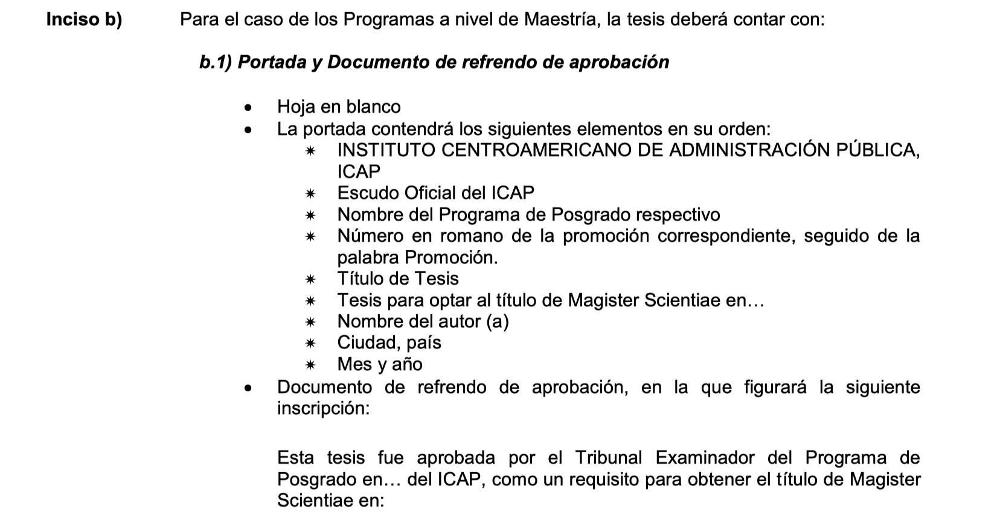 Inciso b) Para el caso de los Programas a nivel de Maestría, la tesis deberá contar con:
b.1) Portada y Documento de refrendo de aprobación
• Hoja en blanco
• La portada contendrá los siguientes elementos en su orden:
✷ INSTITUTO CENTROAMERICANO DE ADMINISTRACIÓN PÚBLICA,
ICAP
✷ Escudo Oficial del ICAP
✷ Nombre del Programa de Posgrado respectivo
✷ Número en romano de la promoción correspondiente, seguido de la
palabra Promoción.
✷ Título de Tesis
✷ Tesis para optar al título de Magister Scientiae en…
✷ Nombre del autor (a)
✷ Ciudad, país
✷ Mes y año
• Documento de refrendo de aprobación, en la que figurará la siguiente
inscripción:
Esta tesis fue aprobada por el Tribunal Examinador del Programa de
Posgrado en… del ICAP, como un requisito para obtener el título de Magister
Scientiae en: